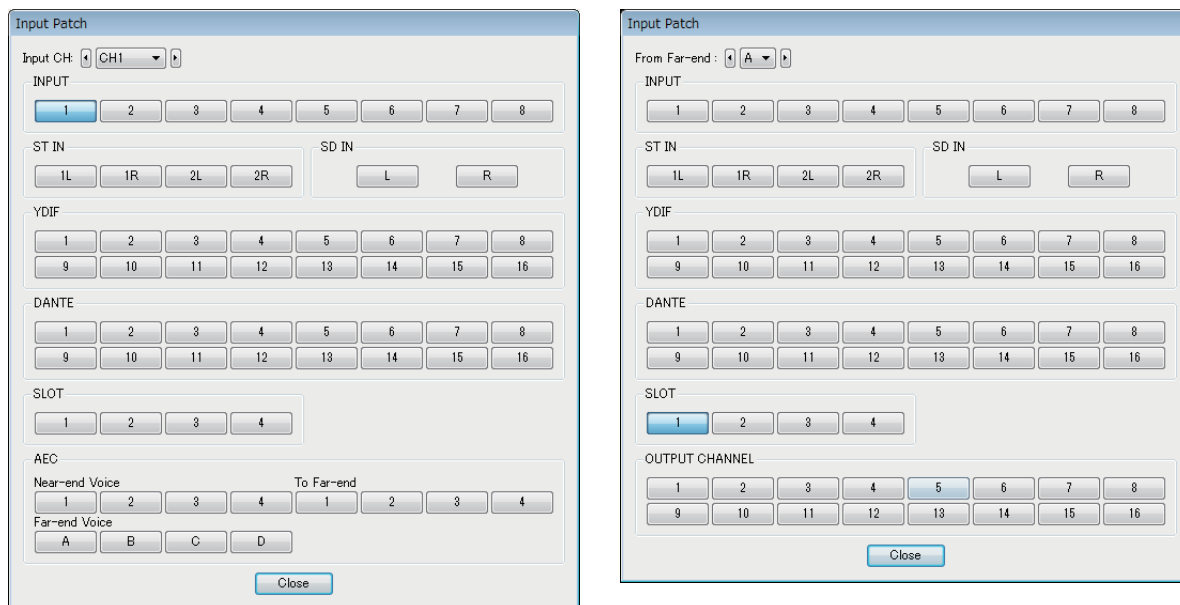 Input Patch
Input CH: CH1
INPUT
1 2 3 4 5 6 7 8
ST IN
1L 1R 2L 2R
SD IN
L R
YDIF
1 2 3 4 5 6 7 8
9 10 11 12 13 14 15 16
DANTE
1 2 3 4 5 6 7 8
9 10 11 12 13 14 15 16
SLOT
1 2 3 4
AEC
Near-end Voice
1 2 3 4
To Far-end
1 2 3 4
Far-end Voice
A B C D
Close
Input Patch
From Far-end : A
INPUT
1 2 3 4 5 6 7 8
ST IN
1L 1R 2L 2R
SD IN
L R
YDIF
1 2 3 4 5 6 7 8
9 10 11 12 13 14 15 16
DANTE
1 2 3 4 5 6 7 8
9 10 11 12 13 14 15 16
SLOT
1 2 3 4
OUTPUT CHANNEL
1 2 3 4 5 6 7 8
9 10 11 12 13 14 15 16
Close